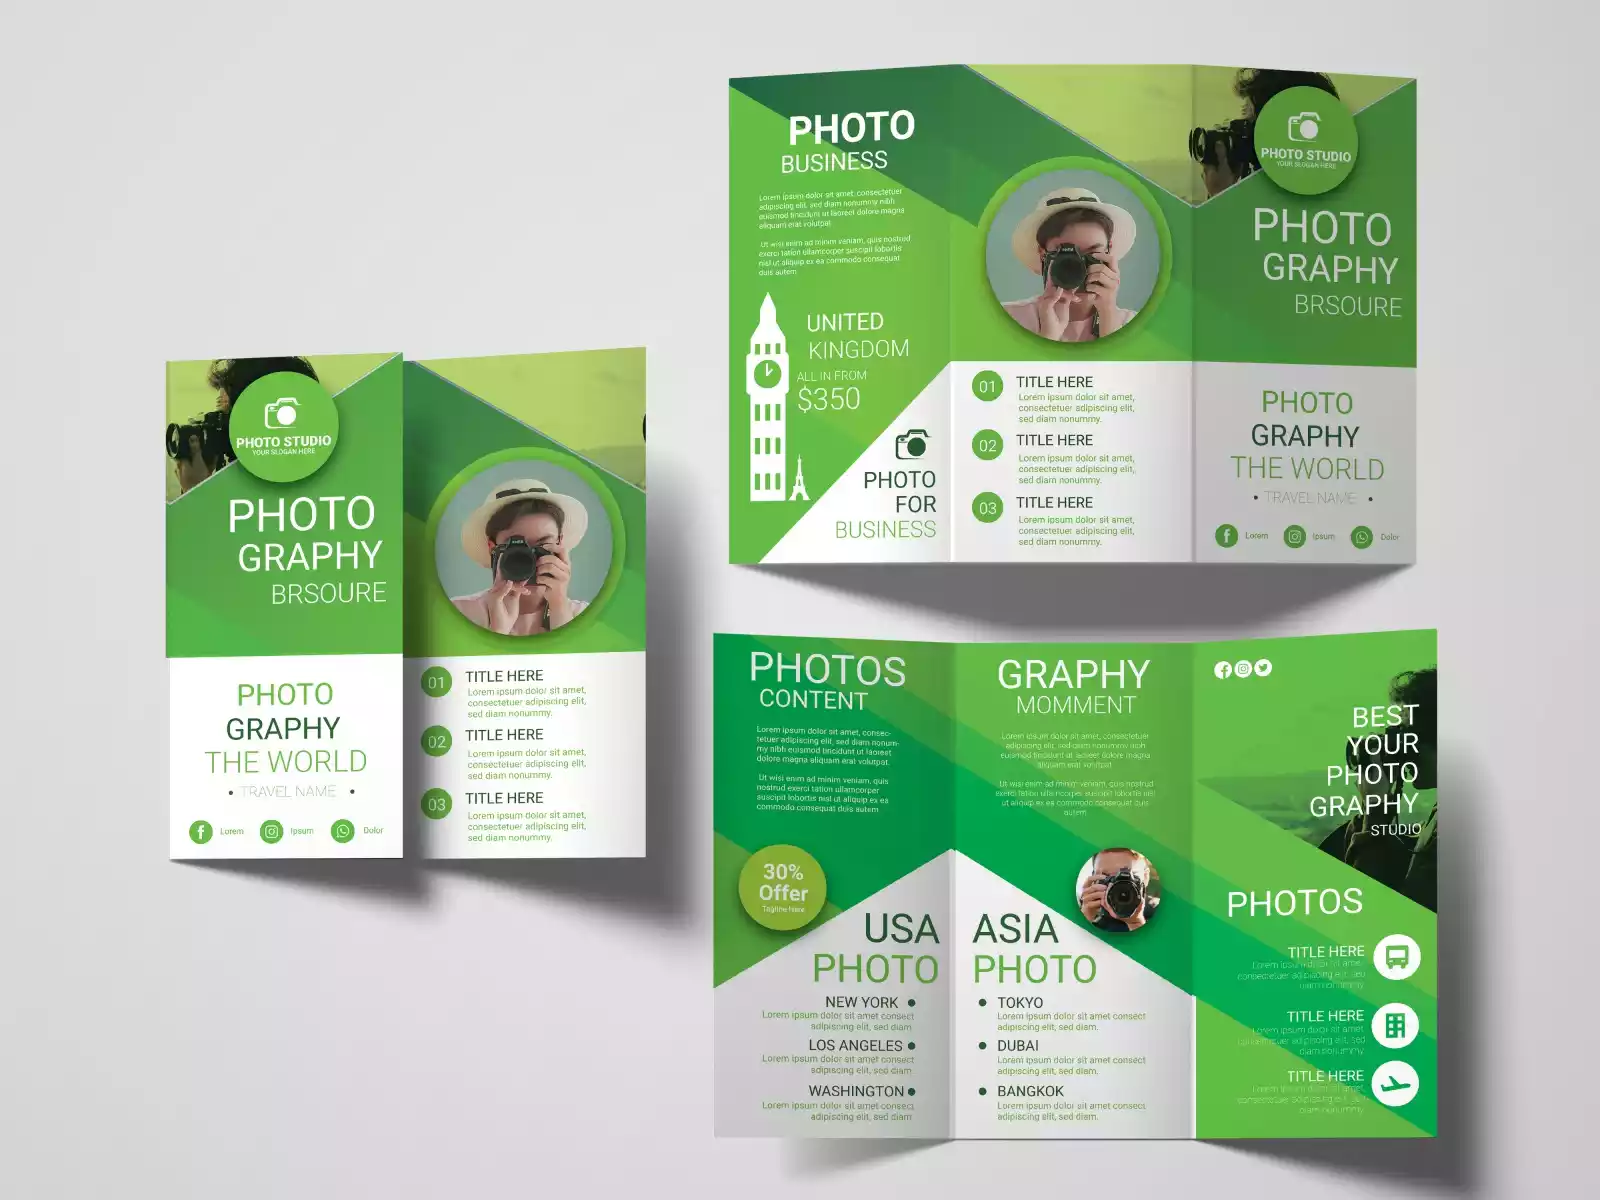 PHOTO STUDIO
YOUR SLOGAN HERE
PHOTO
GRAPHY
BRSOURE
PHOTO
GRAPHY
THE WORLD
• TRAVEL NAME •
Lorem Ipsum Dolor
01 TITLE HERE
Lorem ipsum dolor sit amet,
consectetuer adipiscing elit,
sed diam nonummy.
02 TITLE HERE
Lorem ipsum dolor sit amet,
consectetuer adipiscing elit,
sed diam nonummy.
03 TITLE HERE
Lorem ipsum dolor sit amet,
consectetuer adipiscing elit,
sed diam nonummy.
PHOTO
BUSINESS
Lorem ipsum dolor sit amet, consectetuer
adipiscing elit, sed diam nonummy nibh
euismod tincidunt ut laoreet dolore magna
aliquam erat volutpat.
Ut wisi enim ad minim veniam, quis nostrud
exerci tation ullamcorper suscipit lobortis
nisl ut aliquip ex ea commodo consequat
duis autem
UNITED
KINGDOM
ALL IN FROM
$350
PHOTO
FOR
BUSINESS
01 TITLE HERE
Lorem ipsum dolor sit amet,
consectetuer adipiscing elit,
sed diam nonummy.
02 TITLE HERE
Lorem ipsum dolor sit amet,
consectetuer adipiscing elit,
sed diam nonummy.
03 TITLE HERE
Lorem ipsum dolor sit amet,
consectetuer adipiscing elit,
sed diam nonummy.
PHOTO STUDIO
YOUR SLOGAN HERE
PHOTO
GRAPHY
BRSOURE
PHOTO
GRAPHY
THE WORLD
• TRAVEL NAME •
Lorem Ipsum Dolor
PHOTOS
CONTENT
Lorem ipsum dolor sit amet, consec-
tetuer adipiscing elit, sed diam nonum-
my nibh euismod tincidunt ut laoreet
dolore magna aliquam erat volutpat.
Ut wisi enim ad minim veniam, quis
nostrud exerci tation ullamcorper
suscipit lobortis nisl ut aliquip ex ea
commodo consequat duis autem
30%
Offer
Tagline Here
USA
PHOTO
NEW YORK •
Lorem ipsum dolor sit amet consect
adipiscing elit, sed diam
LOS ANGELES •
Lorem ipsum dolor sit amet consect
adipiscing elit, sed diam
WASHINGTON •
Lorem ipsum dolor sit amet consect
adipiscing elit, sed diam
GRAPHY
MOMMENT
Lorem ipsum dolor sit amet, consectetuer
adipiscing elit, sed diam nonummy nibh
euismod tincidunt ut laoreet dolore magna
aliquam erat volutpat.
Ut wisi enim ad minim veniam, quis nostrud
exerci tation ullamcorper suscipit lobortis nisl
ut aliquip ex ea commodo consequat duis
autem
ASIA
PHOTO
• TOKYO
Lorem ipsum dolor sit amet consect
adipiscing elit, sed diam.
• DUBAI
Lorem ipsum dolor sit amet consect
adipiscing elit, sed diam.
• BANGKOK
Lorem ipsum dolor sit amet consect
adipiscing elit, sed diam.
BEST
YOUR
PHOTO
GRAPHY
STUDIO
PHOTOS
TITLE HERE
Lorem ipsum dolor sit amet,
consectetuer adipiscing elit, sed
diam nonummy.
TITLE HERE
Lorem ipsum dolor sit amet,
consectetuer adipiscing elit, sed
diam nonummy.
TITLE HERE
Lorem ipsum dolor sit amet,
consectetuer adipiscing elit, sed
diam nonummy.